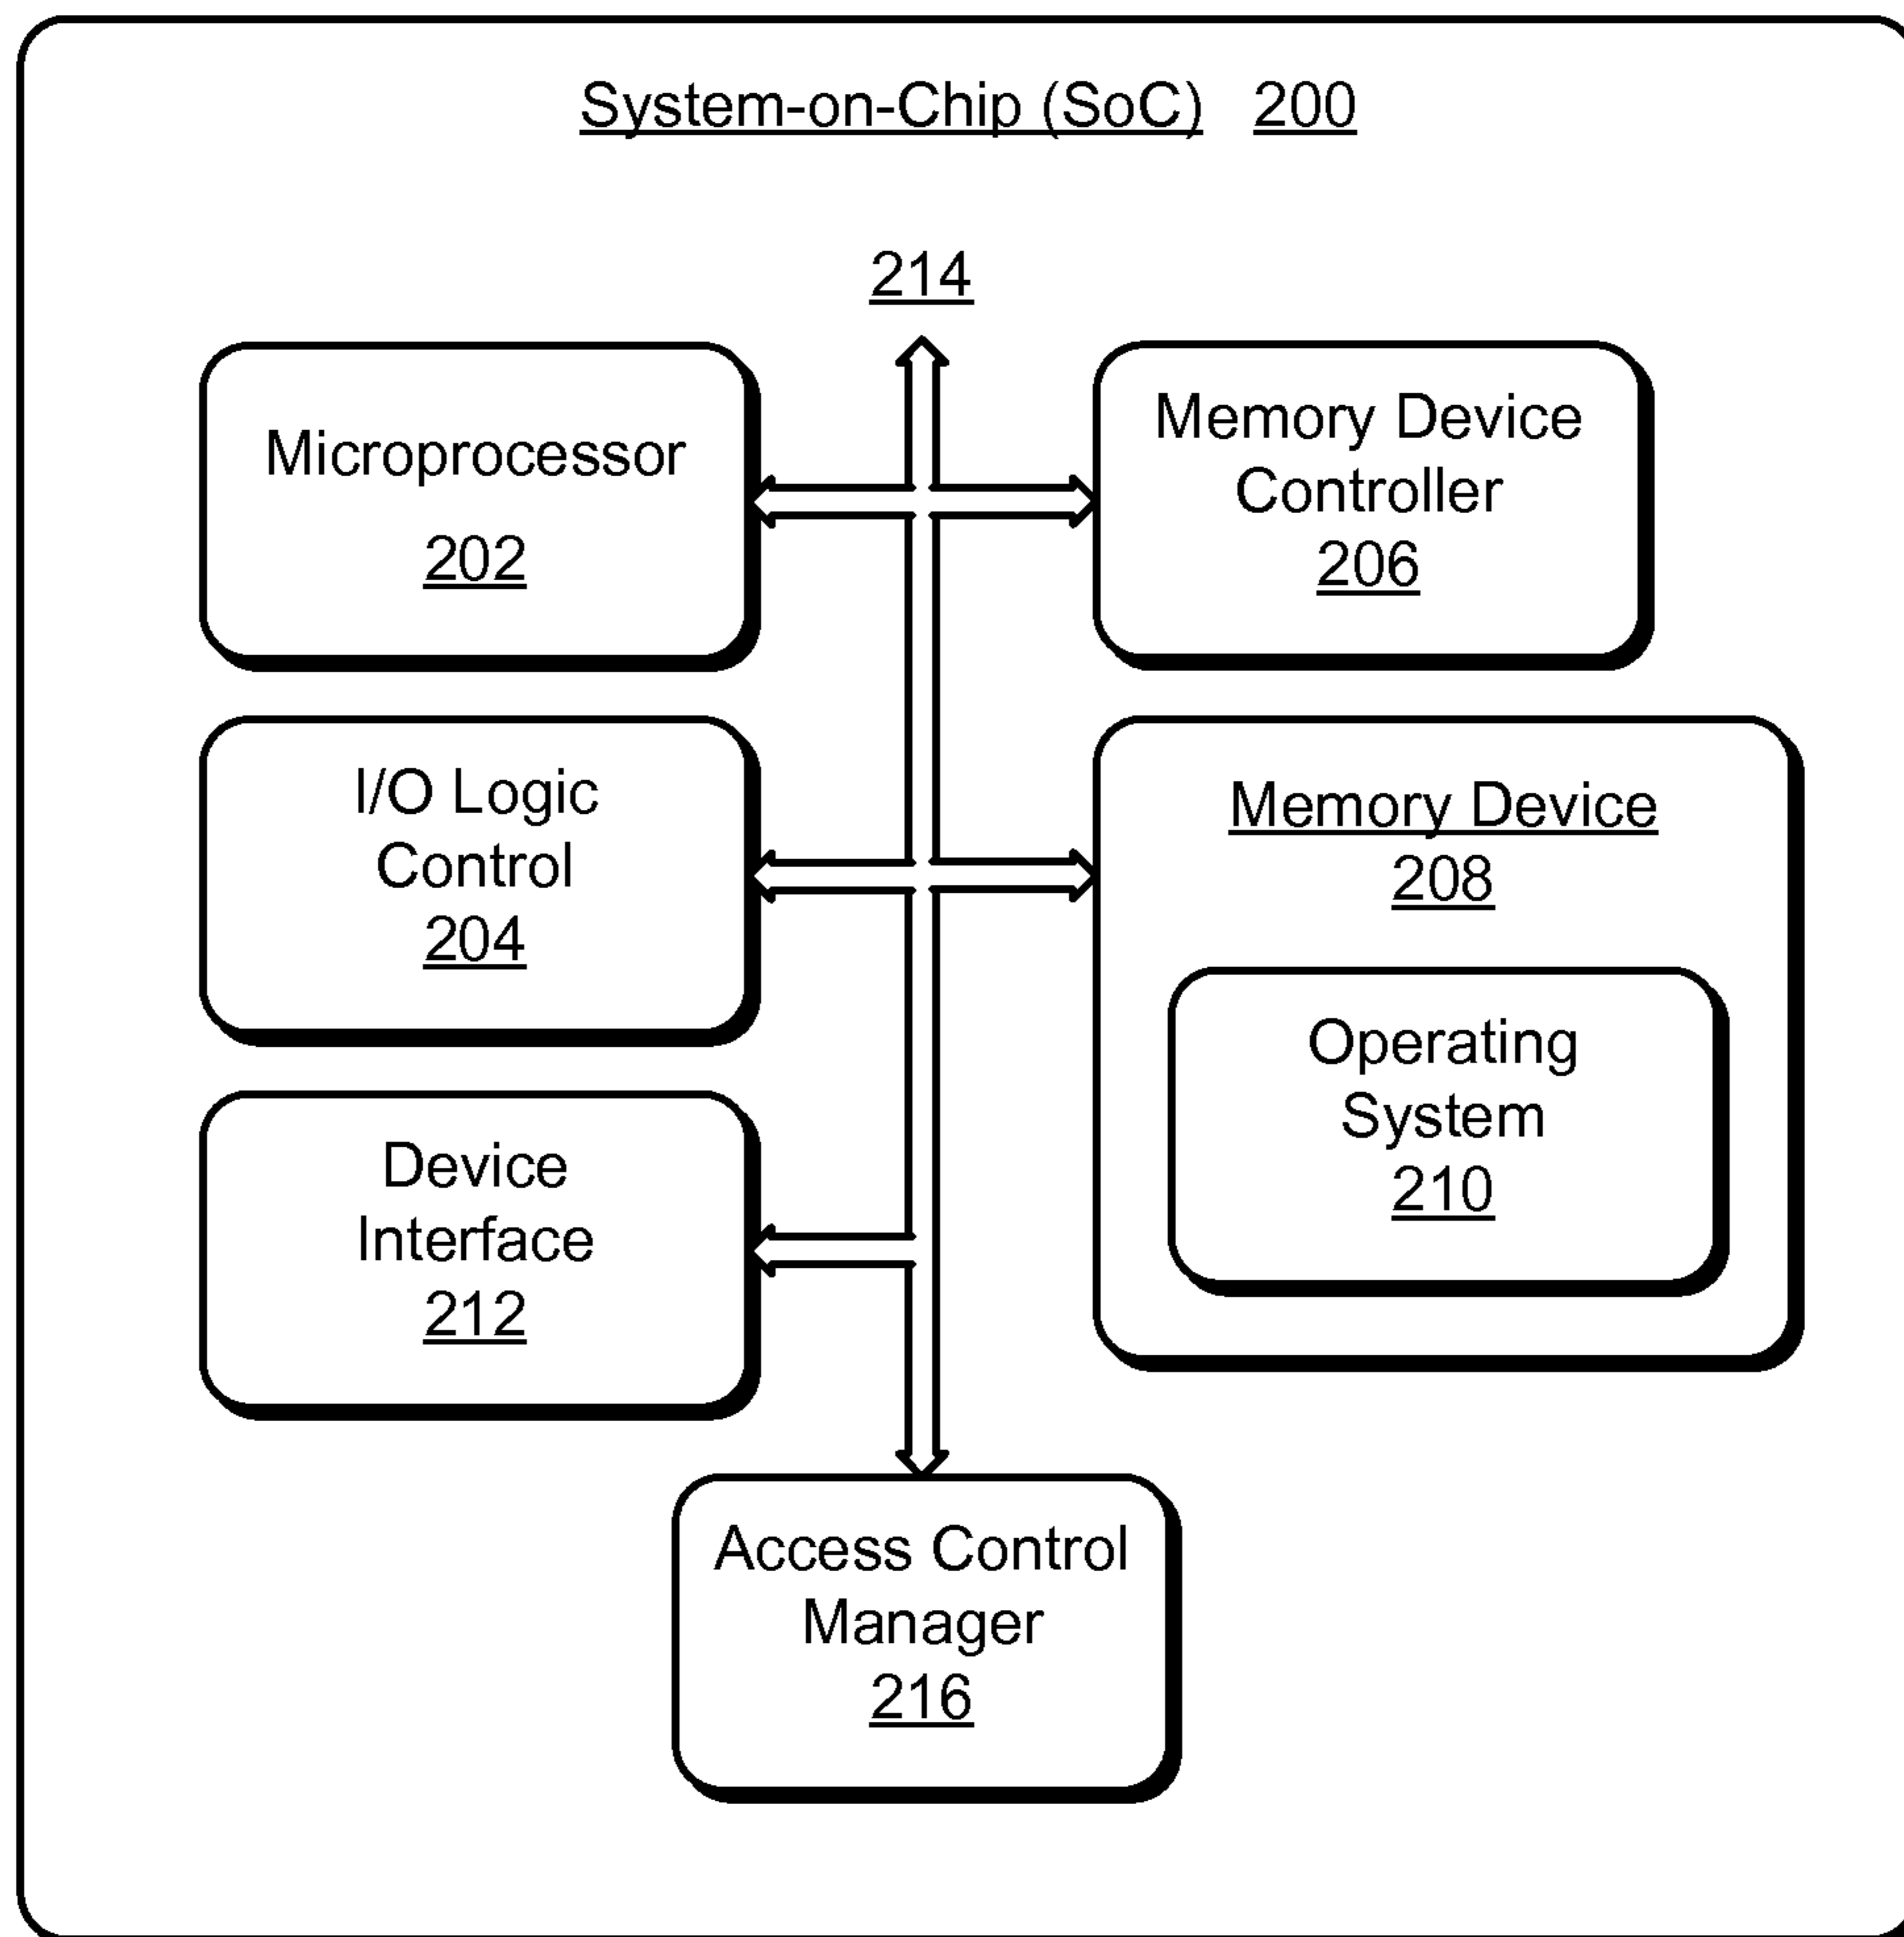 System-on-Chip (SoC) 200
214
Microprocessor
202
Memory Device
Controller
206
I/O Logic
Control
204
Memory Device
208
Operating
System
210
Device
Interface
212
Access Control
Manager
216